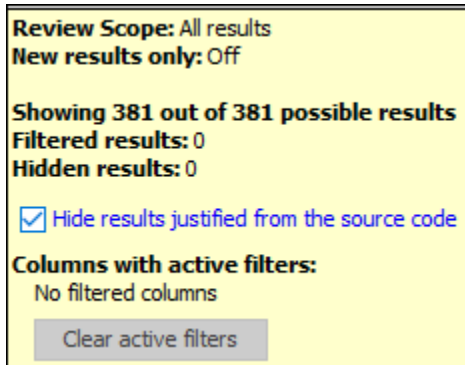 Review Scope: All results
New results only: Off
Showing 381 out of 381 possible results
Filtered results: 0
Hidden results: 0
Hide results justified from the source code
Columns with active filters:
No filtered columns
Clear active filters